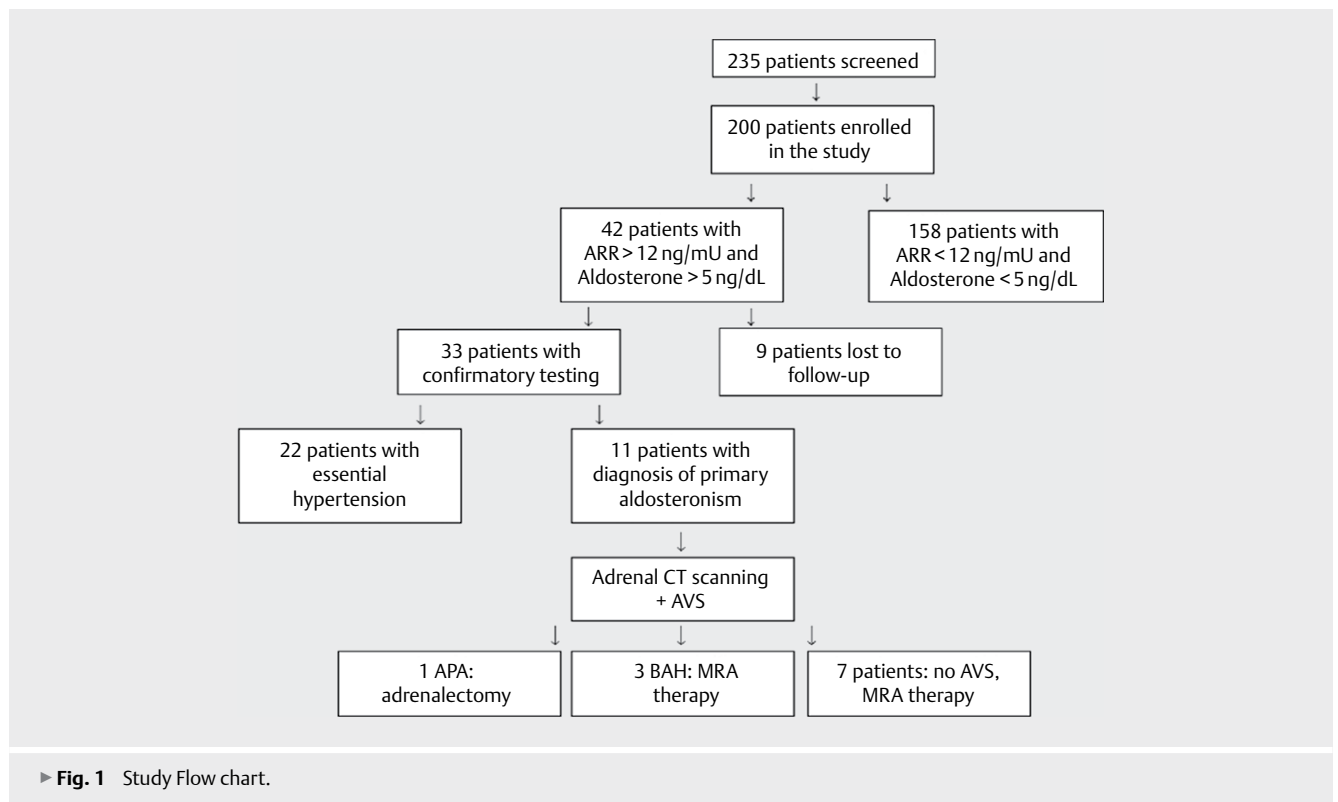 235 patients screened
↓
200 patients enrolled
in the study
↓ ↓
42 patients with
ARR > 12 ng/mU and
Aldosterone > 5 ng/dL
158 patients with
ARR < 12 ng/mU and
Aldosterone < 5 ng/dL
↓ ↓
33 patients with
confirmatory testing
9 patients lost to
follow-up
↓ ↓
22 patients with
essential
hypertension
11 patients with
diagnosis of primary
aldosteronism
↓
Adrenal CT scanning
+ AVS
↓ ↓ ↓
1 APA:
adrenalectomy
3 BAH: MRA
therapy
7 patients: no AVS,
MRA therapy
▶ Fig. 1 Study Flow chart.